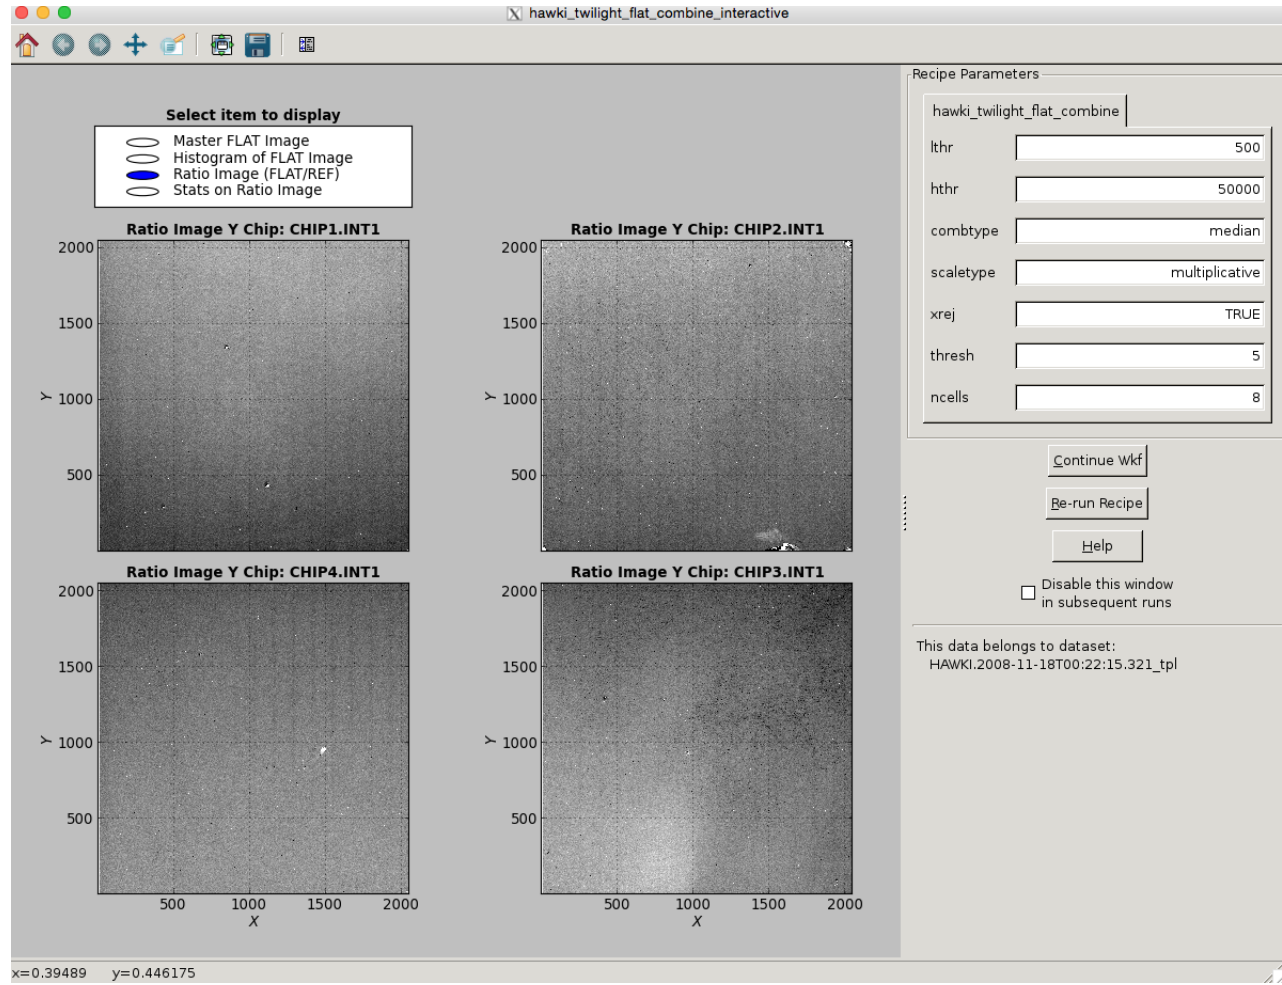 hawki_twilight_flat_combine_interactive
Select item to display
Master FLAT Image
Histogram of FLAT Image
Ratio Image (FLAT/REF)
Stats on Ratio Image
Ratio Image Y Chip: CHIP1.INT1
2000
1500
Y 1000
500
Ratio Image Y Chip: CHIP2.INT1
2000
1500
Y 1000
500
Ratio Image Y Chip: CHIP4.INT1
2000
1500
Y 1000
500
500 1000 1500 2000
X
Ratio Image Y Chip: CHIP3.INT1
2000
1500
Y 1000
500
500 1000 1500 2000
X
Recipe Parameters
hawki_twilight_flat_combine
lthr 500
hthr 50000
combtype median
scaletype multiplicative
xrej TRUE
thresh 5
ncells 8
Continue Wkf
Re-run Recipe
Help
Disable this window
in subsequent runs
This data belongs to dataset:
HAWKI.2008-11-18T00:22:15.321_tpl
x=0.39489 y=0.446175